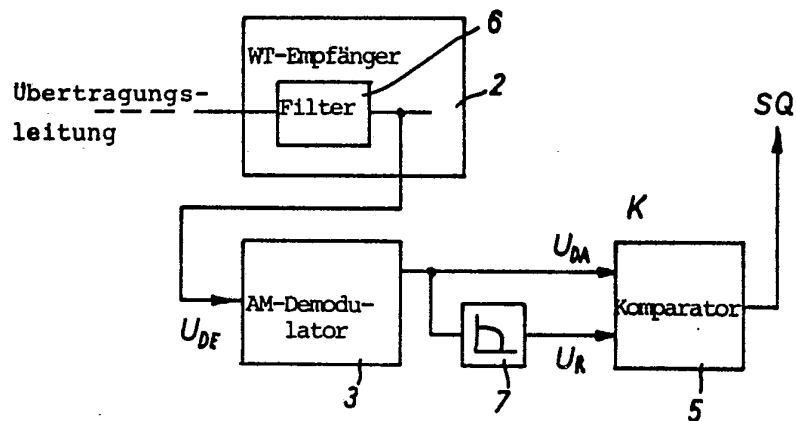 6
WT-Empfänger
2
Übertragungs-
leitung
Filter
SQ
K
U_DA
AM-Demodu-
lator
Komparator
U_DE
U_R
3
7
5